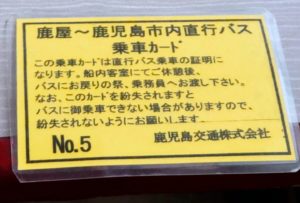 鹿屋～鹿児島市内直行バス
乗車カード
この乗車カードは直行バス乗車の証明に
なります。船内客室にてご休憩後、
バスにお戻りの祭、乗務員へお渡し下さい。
なお、このカードを紛失されますと
バスに御乗車できない場合がありますので、
紛失されないようにお願いします
No.5
鹿児島交通株式会社